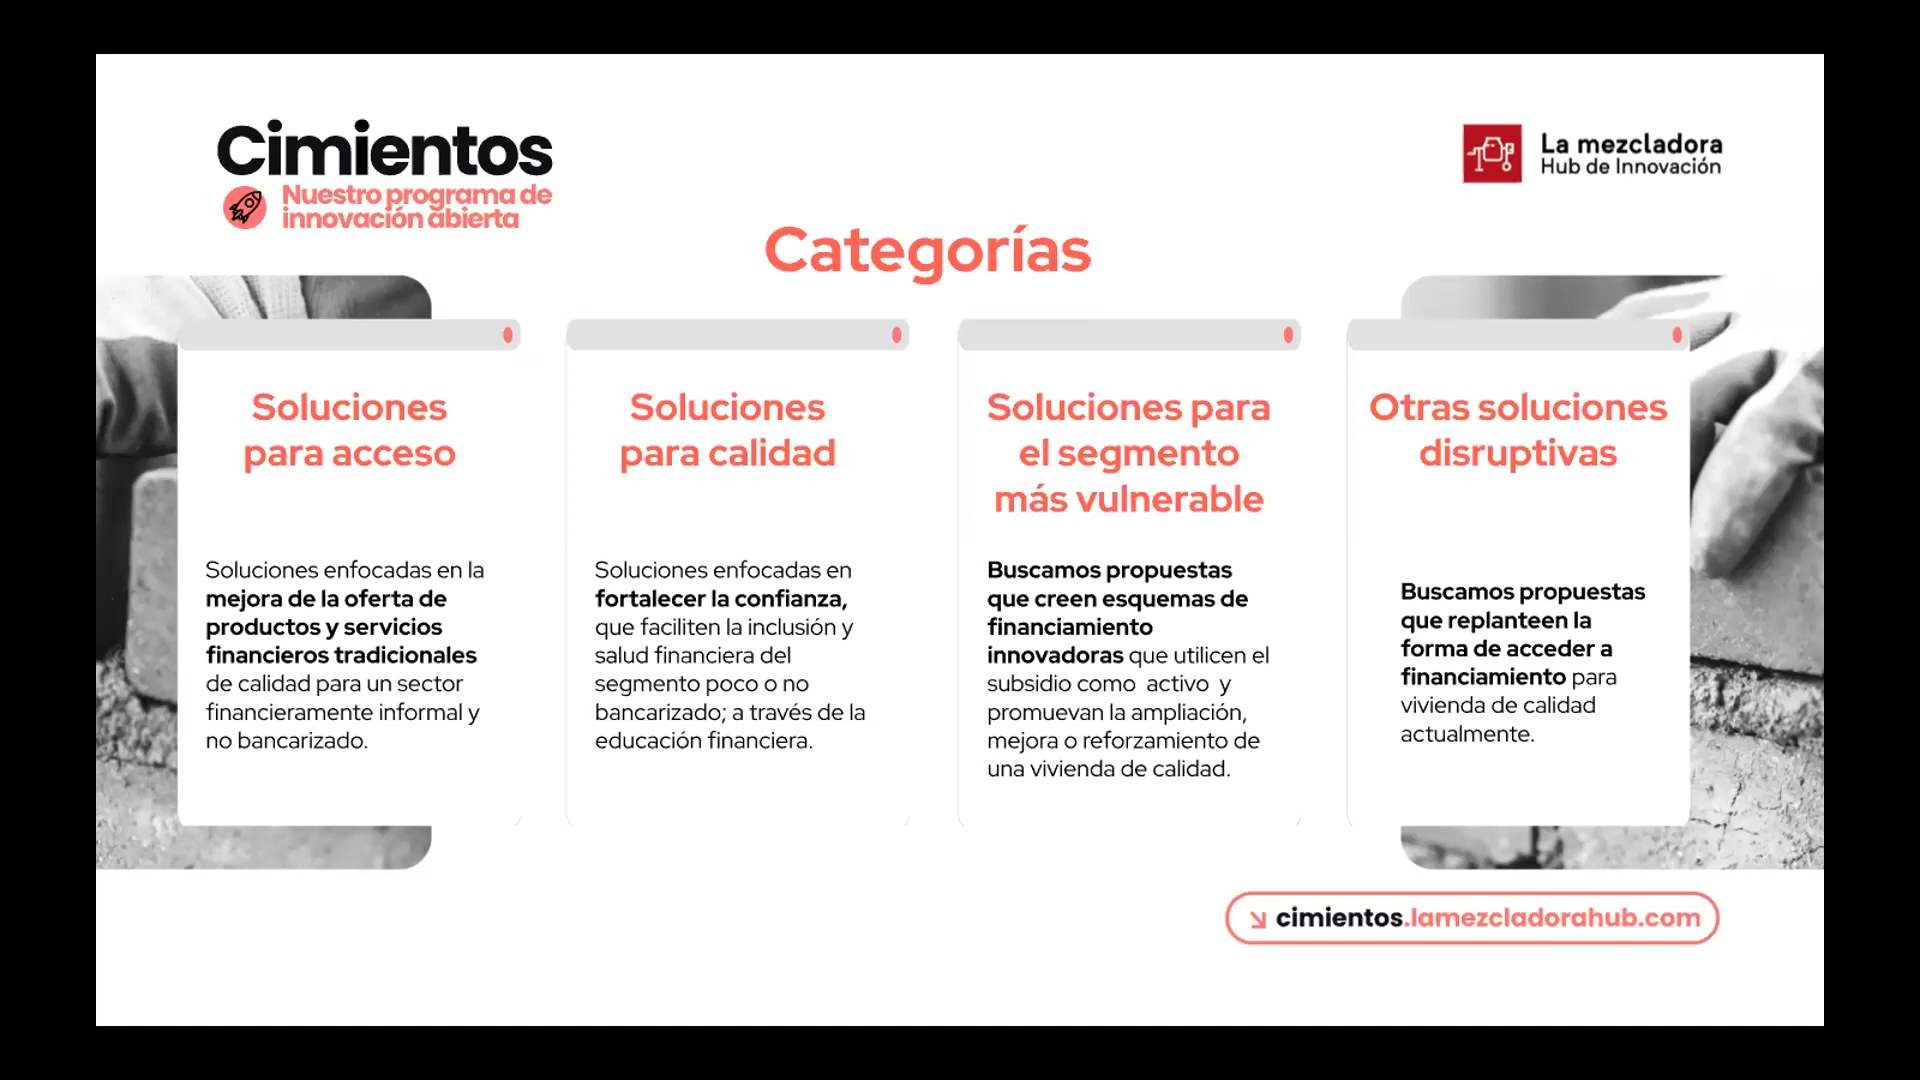 Cimientos
Nuestro programa de
innovación abierta
La mezcladora
Hub de Innovación
Categorías
Soluciones
para acceso
Soluciones enfocadas en la
mejora de la oferta de
productos y servicios
financieros tradicionales
de calidad para un sector
financieramente informal y
no bancarizado.
Soluciones
para calidad
Soluciones enfocadas en
fortalecer la confianza,
que faciliten la inclusión y
salud financiera del
segmento poco o no
bancarizado; a través de la
educación financiera.
Soluciones para
el segmento
más vulnerable
Buscamos propuestas
que creen esquemas de
financiamiento
innovadoras que utilicen el
subsidio como activo y
promuevan la ampliación,
mejora o reforzamiento de
una vivienda de calidad.
Otras soluciones
disruptivas
Buscamos propuestas
que replanteen la
forma de acceder a
financiamiento para
vivienda de calidad
actualmente.
cimientos.lamezcladorahub.com